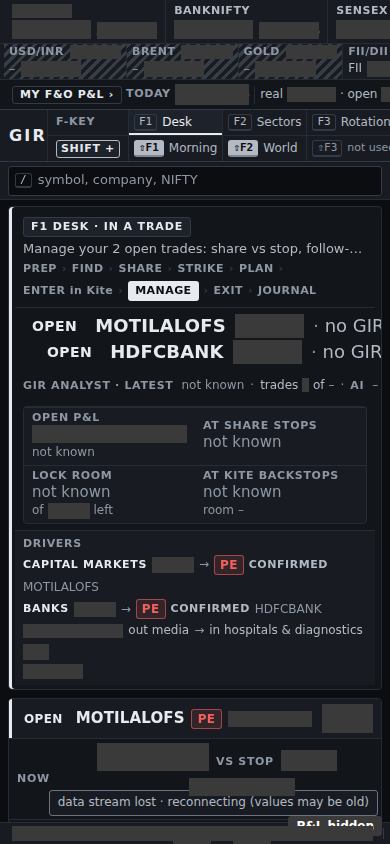 BANKNIFTY SENSEX
USD/INR BRENT GOLD FII/DII
– – – FII
MY F&O P&L › TODAY real · open
GIR F-KEY F1 Desk F2 Sectors F3 Rotation
SHIFT + ⇧F1 Morning ⇧F2 World ⇧F3 not use
/ symbol, company, NIFTY
F1 DESK · IN A TRADE
Manage your 2 open trades: share vs stop, follow-…
PREP › FIND › SHARE › STRIKE › PLAN ›
ENTER in Kite › MANAGE › EXIT › JOURNAL
OPEN MOTILALOFS · no GIR
OPEN HDFCBANK · no GIR
GIR ANALYST · LATEST not known · trades of – · AI –
OPEN P&L
not known
AT SHARE STOPS
not known
LOCK ROOM
not known
of left
AT KITE BACKSTOPS
not known
room –
DRIVERS
CAPITAL MARKETS → PE CONFIRMED
MOTILALOFS
BANKS → PE CONFIRMED HDFCBANK
out media → in hospitals & diagnostics
OPEN MOTILALOFS PE
VS STOP
NOW
data stream lost · reconnecting (values may be old)
P&L hidden